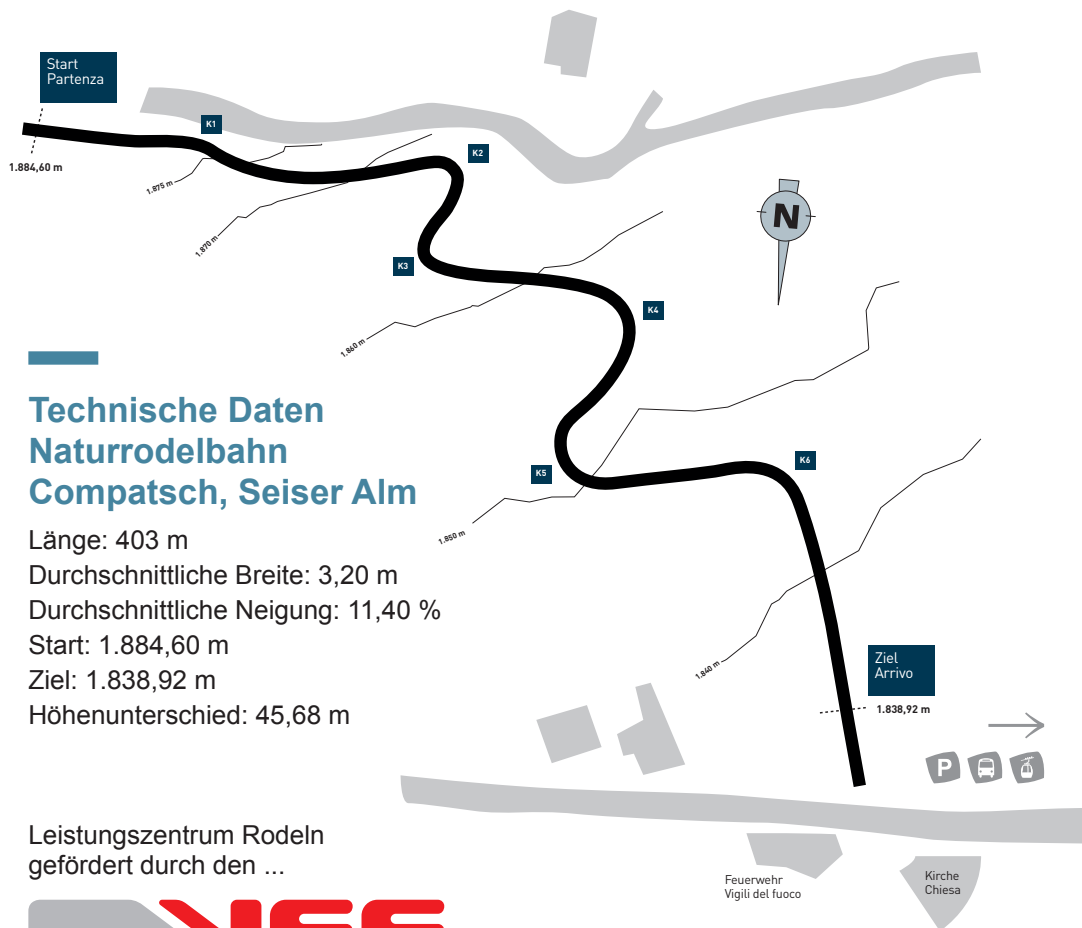 Start
Partenza
1.884,60 m
K1
1.875 m
K2
1.870 m
N
K3
1.860 m
K4
Technische Daten
Naturrodelbahn
Compatsch, Seiser Alm
K5
K6
1.850 m
Länge: 403 m
Durchschnittliche Breite: 3,20 m
Durchschnittliche Neigung: 11,40 %
Start: 1.884,60 m
Ziel: 1.838,92 m
Höhenunterschied: 45,68 m
1.840 m
Ziel
Arrivo
1.838,92 m
P
Leistungszentrum Rodeln
gefördert durch den ...
Feuerwehr
Vigili del fuoco
Kirche
Chiesa